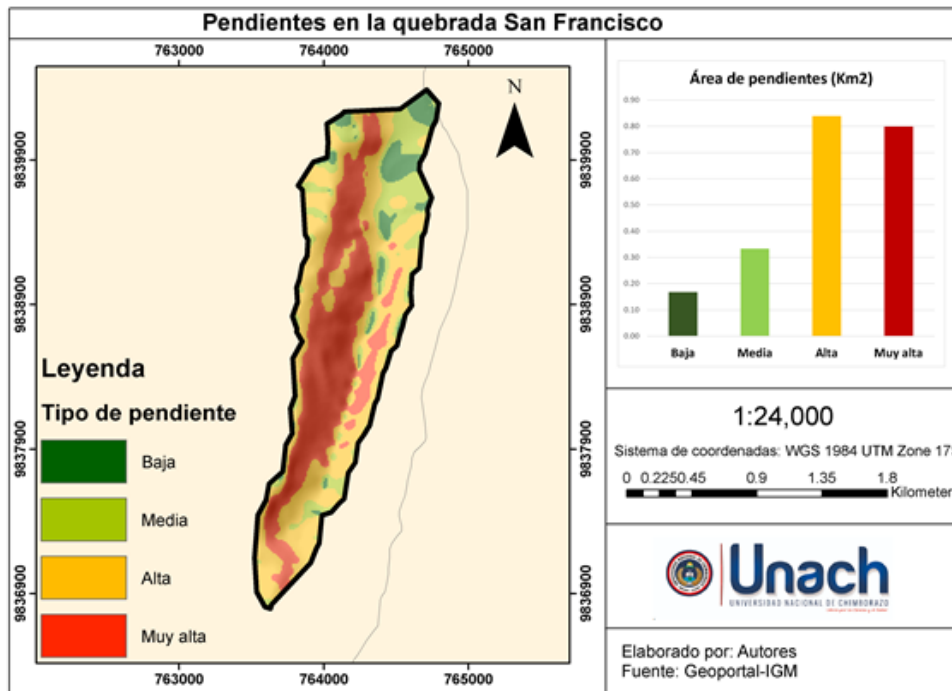 Pendientes en la quebrada San Francisco
763000 764000 765000
9839900 9839900
9838900 9838900
9837900 9837900
9836900 9836900
763000 764000 765000
N
Leyenda
Tipo de pendiente
Baja
Media
Alta
Muy alta
Área de pendientes (Km2)
0.90
0.80
0.70
0.60
0.50
0.40
0.30
0.20
0.10
0.00
Baja Media Alta Muy alta
1:24,000
Sistema de coordenadas: WGS 1984 UTM Zone 17
0 0.2250.45 0.9 1.35 1.8
Kilometer
Unach
UNIVERSIDAD NACIONAL DE CHIMBORAZO
Elaborado por: Autores
Fuente: Geoportal-IGM